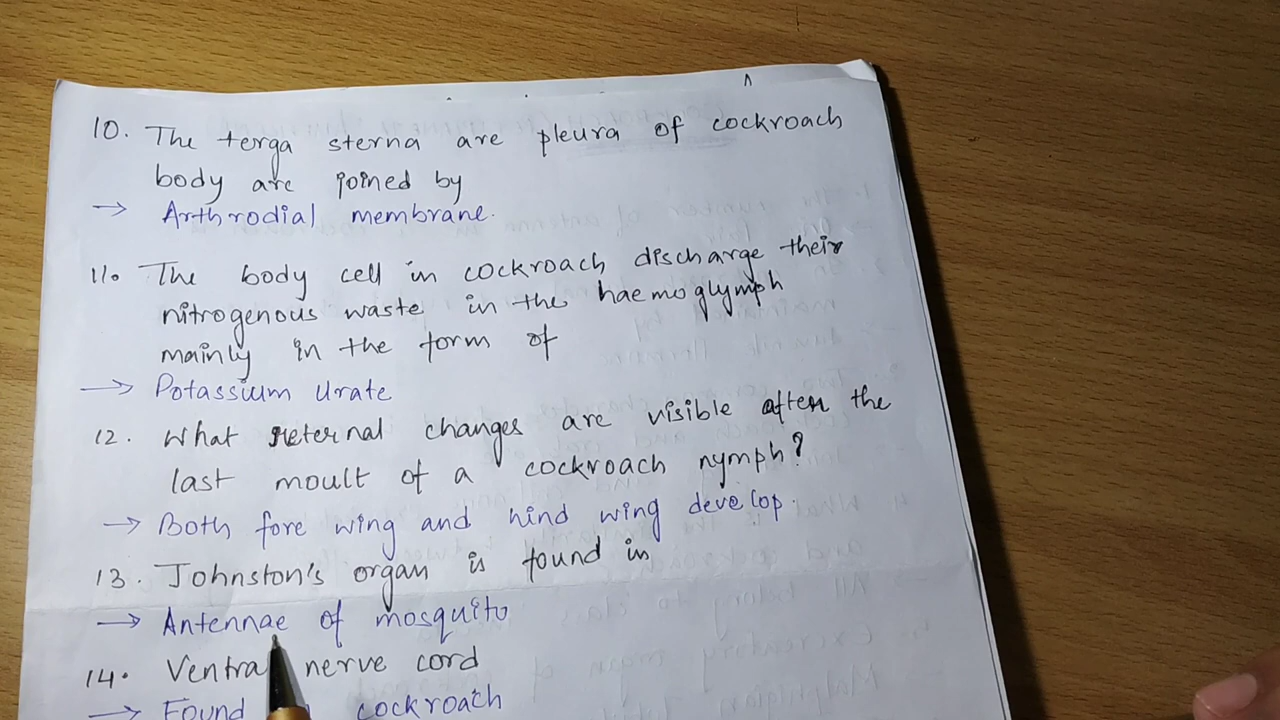 10. The terga sterna are pleura of cockroach
body are joined by
→ Arthrodial membrane.
11. The body cell in cockroach discharge their
nitrogenous waste in the haemoglymph
mainly in the form of
→ Potassium Urate
12. What external changes are visible after the
last moult of a cockroach nymph?
→ Both fore wing and hind wing develop.
13. Johnston's organ is found in
→ Antennae of mosquito
14. Ventral nerve cord
→ Found cockroach